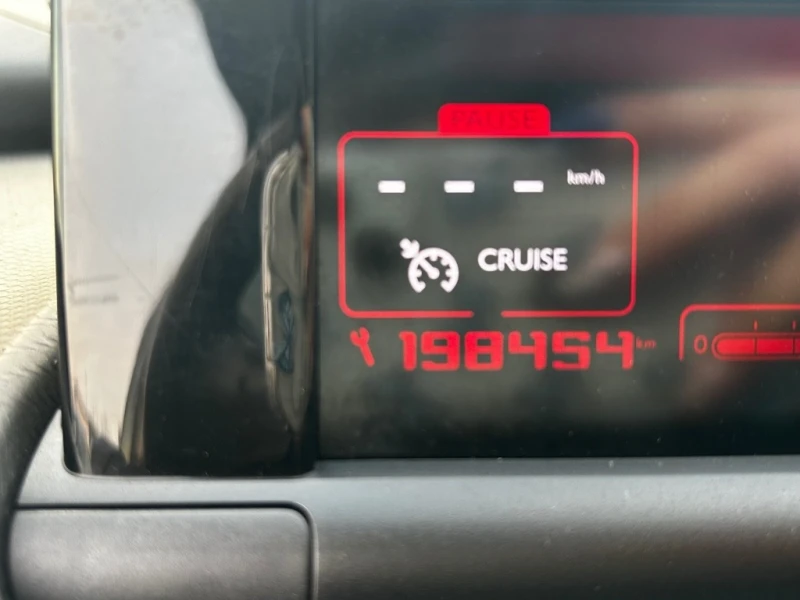 PAUSE
--- km/h
CRUISE
198454 km
0